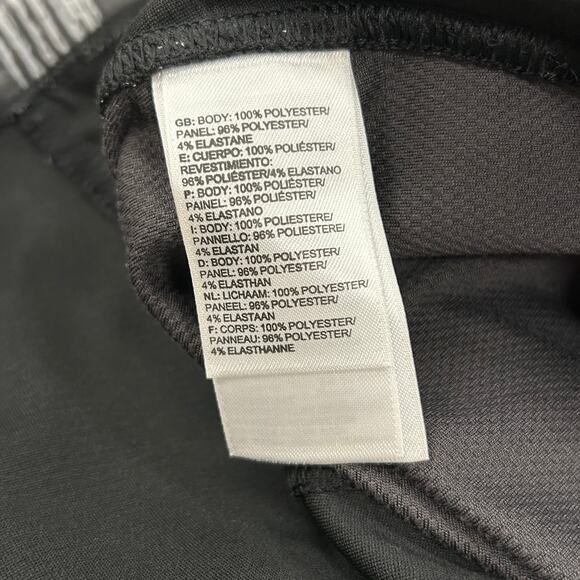 GB: BODY: 100% POLYESTER/
PANEL: 96% POLYESTER/
4% ELASTANE
E: CUERPO: 100% POLIÉSTER/
REVESTIMIENTO:
96% POLIÉSTER/4% ELASTANO
P: BODY: 100% POLIÉSTER/
PAINEL: 96% POLIÉSTER/
4% ELASTANO
I: BODY: 100% POLIESTERE/
PANNELLO: 96% POLIESTERE/
4% ELASTAN
D: BODY: 100% POLYESTER/
PANEL: 96% POLYESTER/
4% ELASTHAN
NL: LICHAAM: 100% POLYESTER/
PANEEL: 96% POLYESTER/
4% ELASTAAN
F: CORPS: 100% POLYESTER/
PANNEAU: 96% POLYESTER/
4% ELASTHANNE